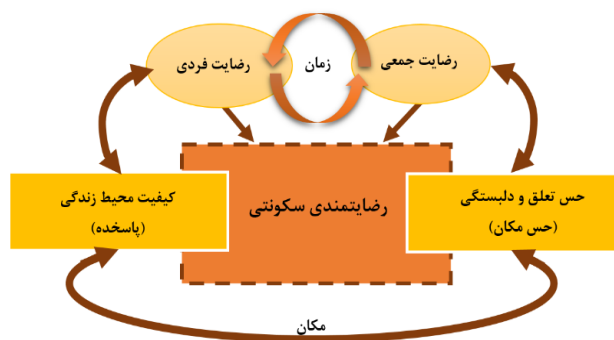 رضایت جمعی
زمان
رضایت فردی
حس تعلق و دلبستگی
(حس مکان)
رضایتمندی سکونتی
کیفیت محیط زندگی
(پاسخده)
مکان